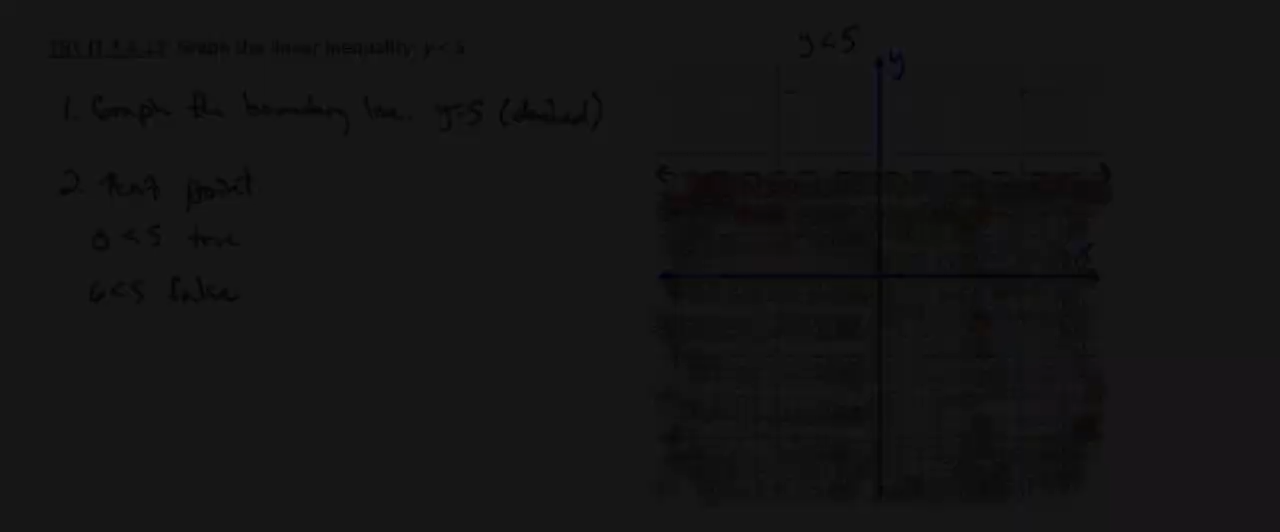 Graph the linear inequality: y < 5
1. Graph the boundary line. y=5 (dashed)
2. Test point
0 < 5 true
6 < 5 false
y < 5
y
x